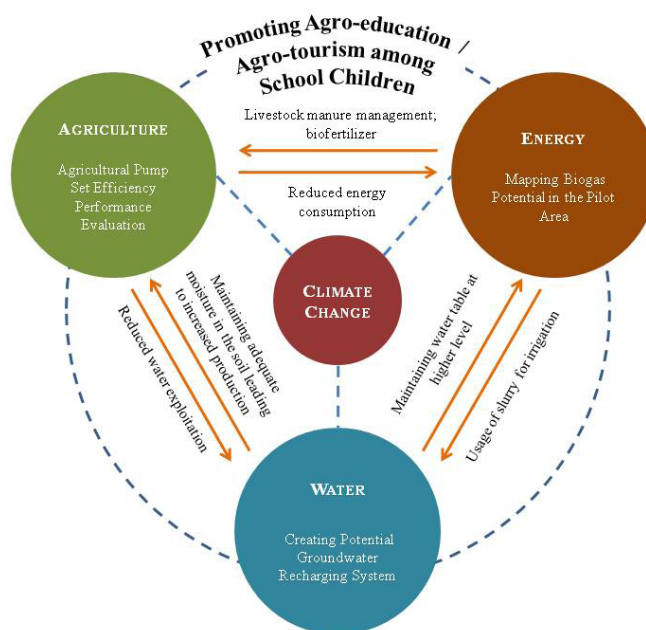 Promoting Agro-education /
Agro-tourism among
School Children
AGRICULTURE
Agricultural Pump
Set Efficiency
Performance
Evaluation
Livestock manure management;
biofertilizer
Reduced energy
consumption
ENERGY
Mapping Biogas
Potential in the Pilot
Area
CLIMATE
CHANGE
Reduced water exploitation
Maintaining adequate
moisture in the soil leading
to increased production
Maintaining water table at
higher level
Usage of slurry for irrigation
WATER
Creating Potential
Groundwater
Recharging System